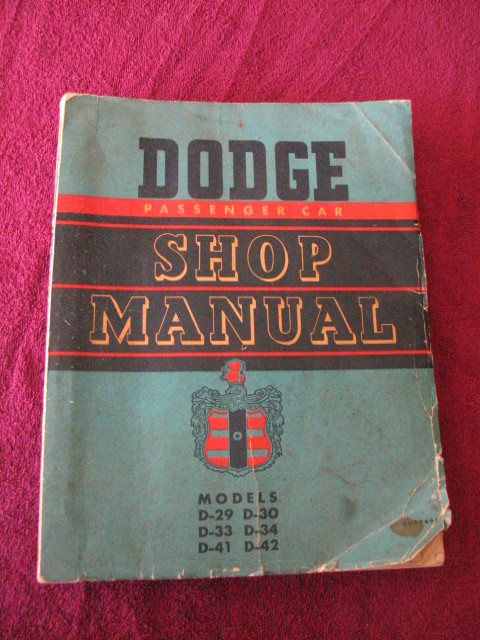 DODGE
PASSENGER CAR
SHOP
MANUAL
MODELS
D-29 D-30
D-33 D-34
D-41 D-42